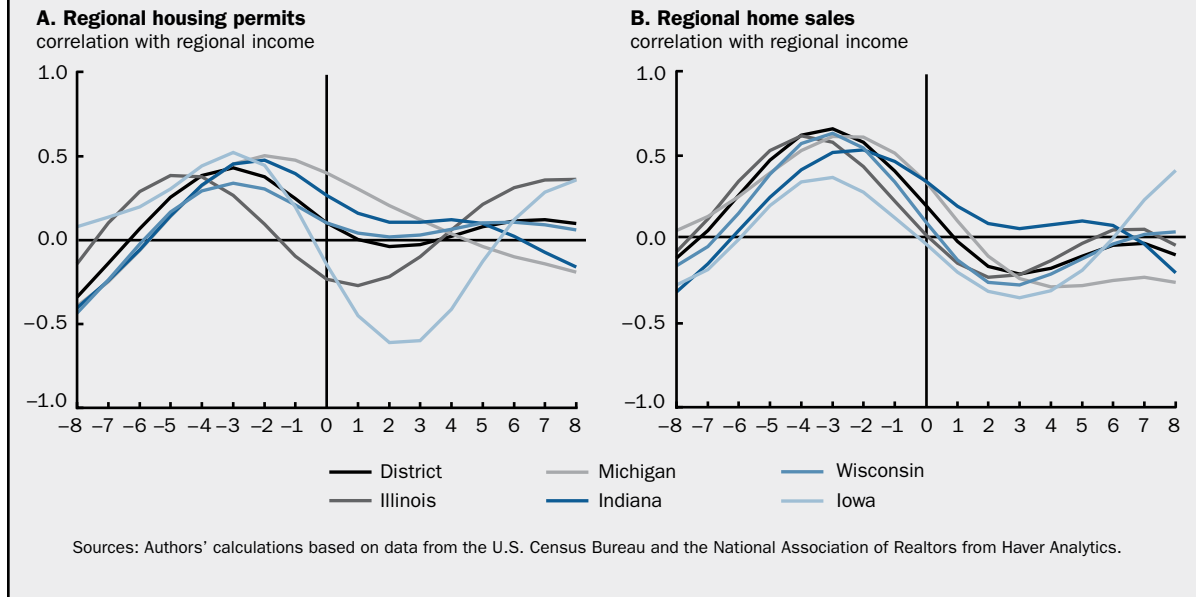 A. Regional housing permits
correlation with regional income
1.0
0.5
0.0
–0.5
–1.0
–8 –7 –6 –5 –4 –3 –2 –1 0 1 2 3 4 5 6 7 8
B. Regional home sales
correlation with regional income
1.0
0.5
0.0
–0.5
–1.0
–8 –7 –6 –5 –4 –3 –2 –1 0 1 2 3 4 5 6 7 8
District Michigan Wisconsin
Illinois Indiana Iowa
Sources: Authors' calculations based on data from the U.S. Census Bureau and the National Association of Realtors from Haver Analytics.